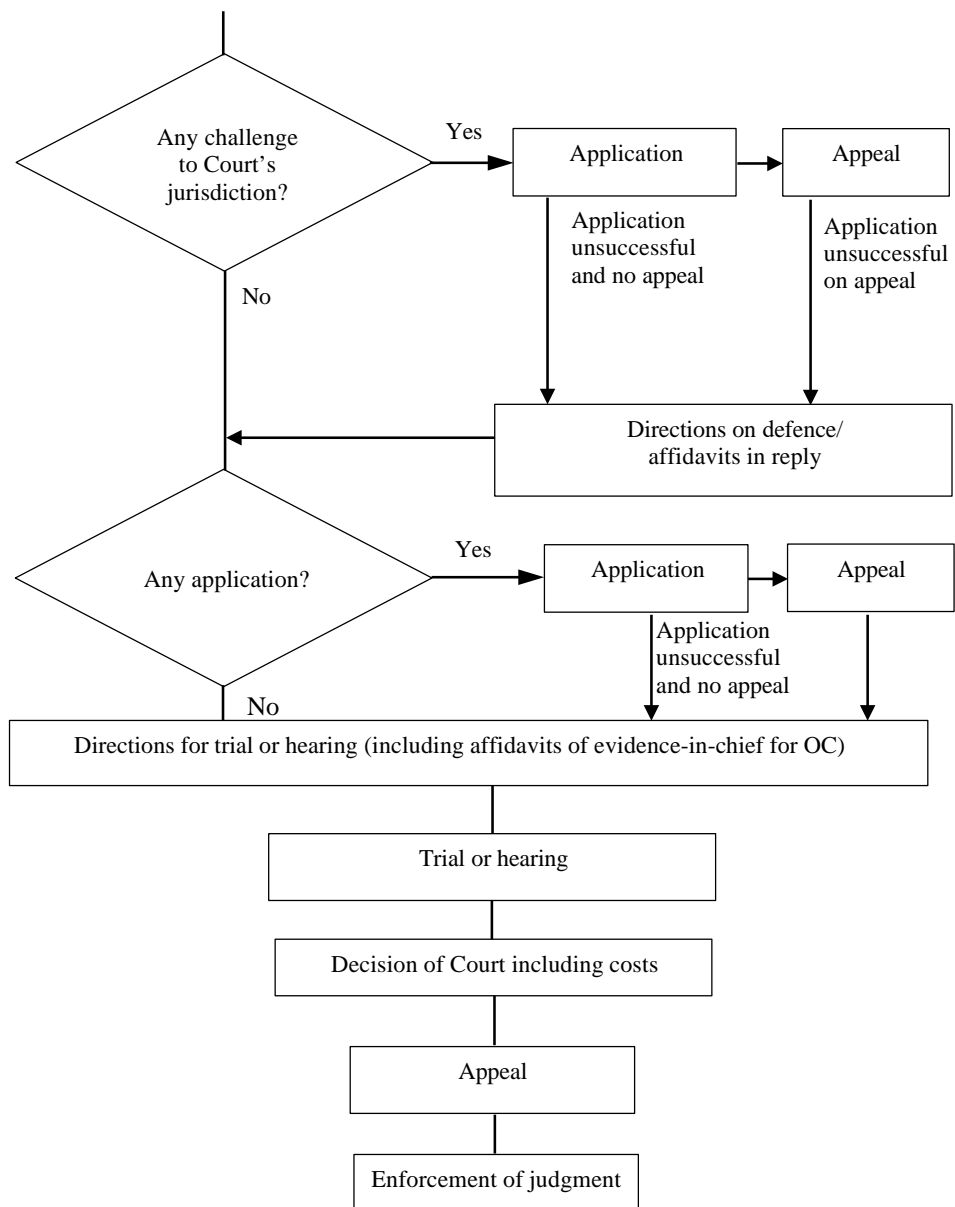 Any challenge
to Court’s
jurisdiction?
Yes
Application
Appeal
Application
unsuccessful
and no appeal
Application
unsuccessful
on appeal
No
Directions on defence/
affidavits in reply
Any application?
Yes
Application
Appeal
Application
unsuccessful
and no appeal
No
Directions for trial or hearing (including affidavits of evidence-in-chief for OC)
Trial or hearing
Decision of Court including costs
Appeal
Enforcement of judgment